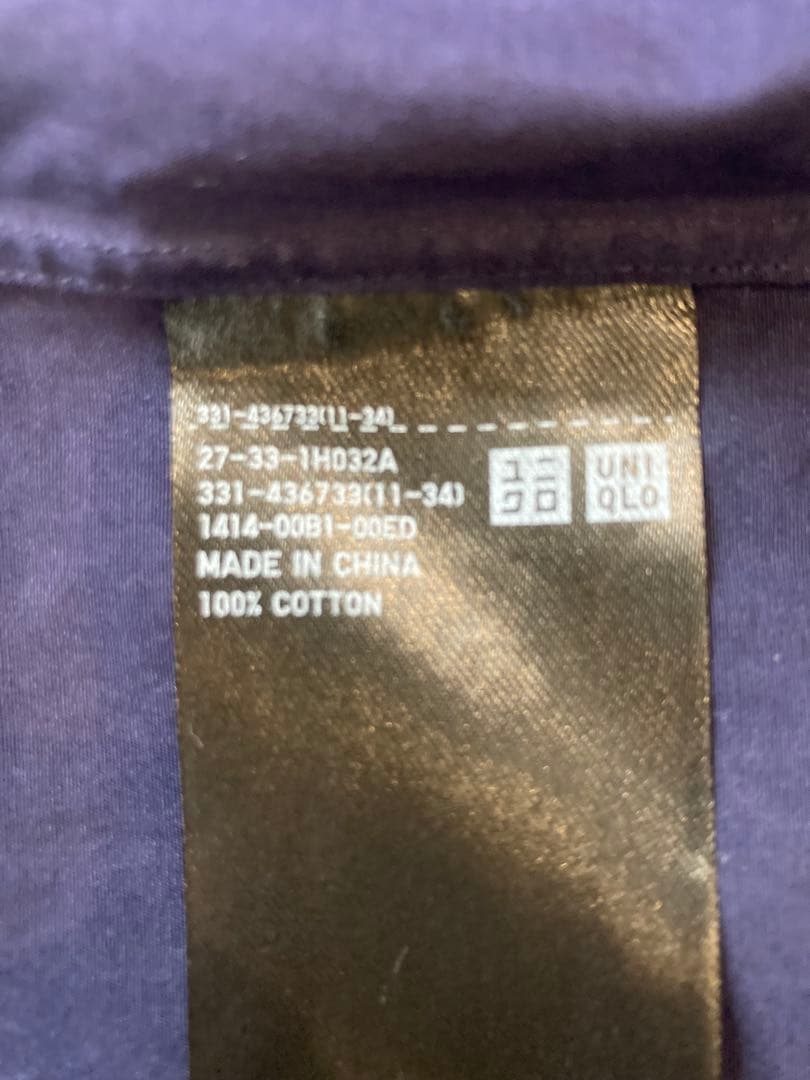 331-436733(11-34)
27-33-1H032A
331-436733(11-34)
1414-00B1-00ED
MADE IN CHINA
100% COTTON
ユニ
クロ
UNI
QLO